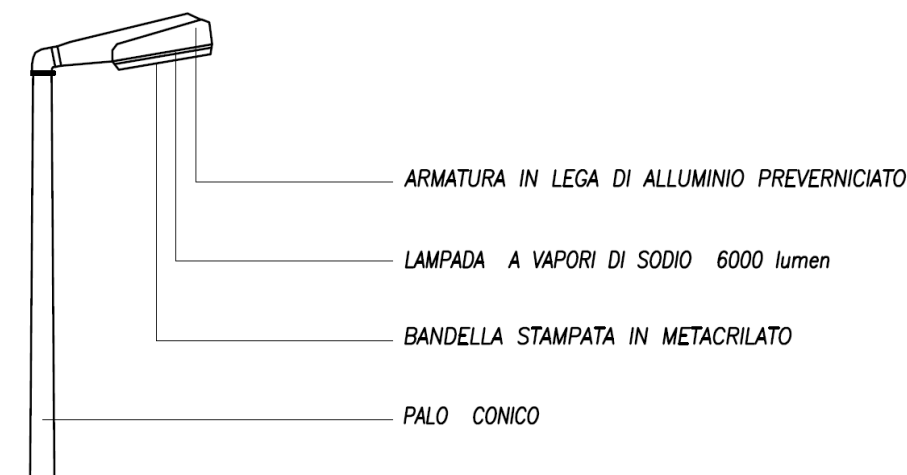 ARMATURA IN LEGA DI ALLUMINIO PREVERNICIATO
LAMPADA A VAPORI DI SODIO 6000 lumen
BANDELLA STAMPATA IN METACRILATO
PALO CONICO